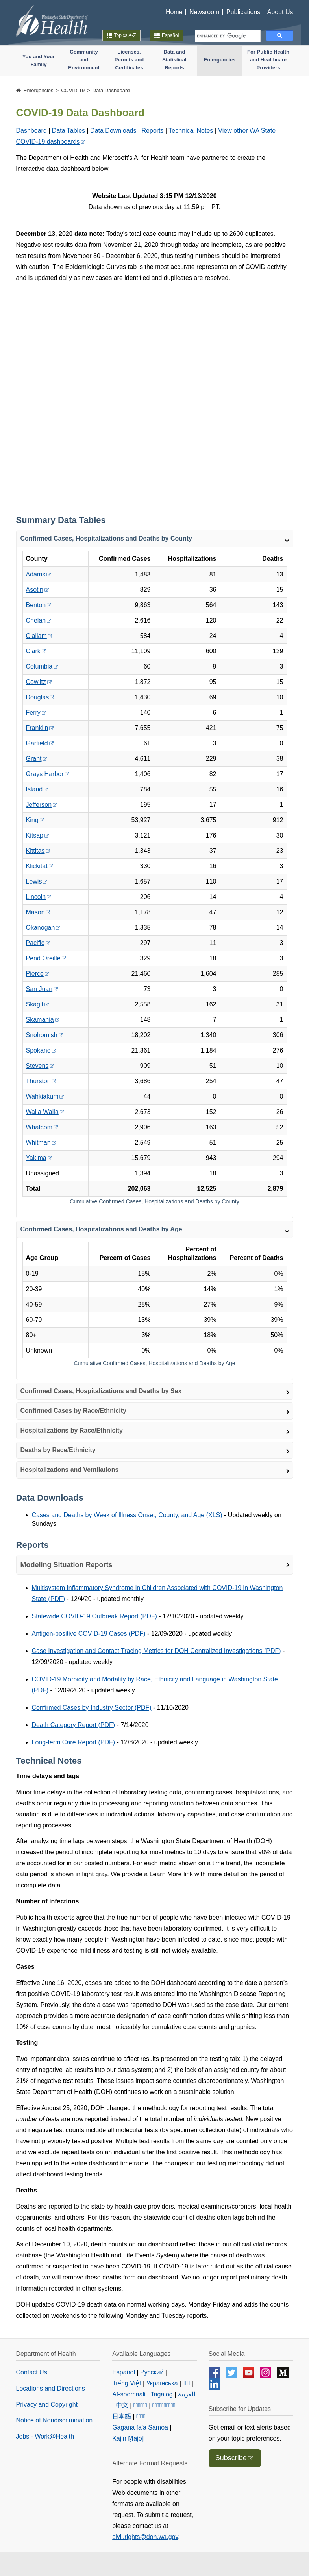 Washington State Department of
Health
Home | Newsroom | Publications | About Us
Topics A-Z
Español
ENHANCED BY Google
You and Your Family
Community and Environment
Licenses, Permits and Certificates
Data and Statistical Reports
Emergencies
For Public Health and Healthcare Providers
Emergencies > COVID-19 > Data Dashboard
COVID-19 Data Dashboard
Dashboard | Data Tables | Data Downloads | Reports | Technical Notes | View other WA State
COVID-19 dashboards
The Department of Health and Microsoft's AI for Health team have partnered to create the
interactive dashboard below.
Website Last Updated 3:15 PM 12/13/2020
Data shown as of previous day at 11:59 pm PT.
December 13, 2020 data note: Today's total case counts may include up to 2600 duplicates.
Negative test results data from November 21, 2020 through today are incomplete, as are positive
test results from November 30 - December 6, 2020, thus testing numbers should be interpreted
with caution. The Epidemiologic Curves tab is the most accurate representation of COVID activity
and is updated daily as new cases are identified and duplicates are resolved.
Summary Data Tables
Confirmed Cases, Hospitalizations and Deaths by County
County Confirmed Cases Hospitalizations Deaths
Adams 1,483 81 13
Asotin 829 36 15
Benton 9,863 564 143
Chelan 2,616 120 22
Clallam 584 24 4
Clark 11,109 600 129
Columbia 60 9 3
Cowlitz 1,872 95 15
Douglas 1,430 69 10
Ferry 140 6 1
Franklin 7,655 421 75
Garfield 61 3 0
Grant 4,611 229 38
Grays Harbor 1,406 82 17
Island 784 55 16
Jefferson 195 17 1
King 53,927 3,675 912
Kitsap 3,121 176 30
Kittitas 1,343 37 23
Klickitat 330 16 3
Lewis 1,657 110 17
Lincoln 206 14 4
Mason 1,178 47 12
Okanogan 1,335 78 14
Pacific 297 11 3
Pend Oreille 329 18 3
Pierce 21,460 1,604 285
San Juan 73 3 0
Skagit 2,558 162 31
Skamania 148 7 1
Snohomish 18,202 1,340 306
Spokane 21,361 1,184 276
Stevens 909 51 10
Thurston 3,686 254 47
Wahkiakum 44 0 0
Walla Walla 2,673 152 26
Whatcom 2,906 163 52
Whitman 2,549 51 25
Yakima 15,679 943 294
Unassigned 1,394 18 3
Total 202,063 12,525 2,879
Cumulative Confirmed Cases, Hospitalizations and Deaths by County
Confirmed Cases, Hospitalizations and Deaths by Age
Age Group Percent of Cases Percent of Hospitalizations Percent of Deaths
0-19 15% 2% 0%
20-39 40% 14% 1%
40-59 28% 27% 9%
60-79 13% 39% 39%
80+ 3% 18% 50%
Unknown 0% 0% 0%
Cumulative Confirmed Cases, Hospitalizations and Deaths by Age
Confirmed Cases, Hospitalizations and Deaths by Sex
Confirmed Cases by Race/Ethnicity
Hospitalizations by Race/Ethnicity
Deaths by Race/Ethnicity
Hospitalizations and Ventilations
Data Downloads
Cases and Deaths by Week of Illness Onset, County, and Age (XLS) - Updated weekly on
Sundays.
Reports
Modeling Situation Reports
Multisystem Inflammatory Syndrome in Children Associated with COVID-19 in Washington
State (PDF) - 12/4/20 - updated monthly
Statewide COVID-19 Outbreak Report (PDF) - 12/10/2020 - updated weekly
Antigen-positive COVID-19 Cases (PDF) - 12/09/2020 - updated weekly
Case Investigation and Contact Tracing Metrics for DOH Centralized Investigations (PDF) -
12/09/2020 - updated weekly
COVID-19 Morbidity and Mortality by Race, Ethnicity and Language in Washington State
(PDF) - 12/09/2020 - updated weekly
Confirmed Cases by Industry Sector (PDF) - 11/10/2020
Death Category Report (PDF) - 7/14/2020
Long-term Care Report (PDF) - 12/8/2020 - updated weekly
Technical Notes
Time delays and lags
Minor time delays in the collection of laboratory testing data, confirming cases, hospitalizations, and
deaths occur regularly due to processing and reporting variation between data sources. This
variation is due to differences in individual cases, laboratory capacities, and case confirmation and
reporting processes.
After analyzing time lags between steps, the Washington State Department of Health (DOH)
increased the period of incomplete reporting for most metrics to 10 days to ensure that 90% of data
are accounted for in our positive cases. For most metrics shown on a time trend, the preliminary
data period is shown in light grey. We provide a Learn More link with details on the period of
incomplete data.
Number of infections
Public health experts agree that the true number of people who have been infected with COVID-19
in Washington greatly exceeds those that have been laboratory-confirmed. It is very difficult to
know exactly how many people in Washington have been infected to date, since most people with
COVID-19 experience mild illness and testing is still not widely available.
Cases
Effective June 16, 2020, cases are added to the DOH dashboard according to the date a person's
first positive COVID-19 laboratory test result was entered into the Washington Disease Reporting
System. Previously, the date a case was reported to DOH was used as the case date. Our current
approach provides a more accurate representation of case confirmation dates while shifting less
than 10% of cases by one date, most noticeably for cumulative case counts on data graphics.
Testing
Two important data issues continue to affect results presented on the testing tab: 1) the delayed
entry of negative lab results into our data system; and 2) out of state labs, which perform testing on
Washington residents. These issues impact some counties disproportionately. Washington State
Department of Health (DOH) continues to work on a sustainable solution.
Effective August 25, 2020, DOH changed the methodology used to report testing data. The total
number of tests are now reported instead of the total number of individuals tested. New positive
and negative test counts include all molecular tests (by specimen collection date) except for those
who have previously tested positive. Multiple test results from the same day are counted once, and
we exclude repeat tests on an individual after the first positive result. This methodology has been
applied to the entire dashboard timeframe. The changes in our testing methodology do not affect
dashboard testing trends.
Deaths
Deaths are reported to the state by health care providers, medical examiners/coroners, local health
departments, and others. For this reason, the statewide count of deaths often lags behind the
counts of local health departments.
As of December 10, 2020, death counts on our dashboard reflect those in our official vital records
database (the Washington Health and Life Events System) where the cause of death was
confirmed or suspected to have been COVID-19. If COVID-19 is later ruled out as the official cause
of death, we will remove these deaths from our dashboard. We no longer report preliminary death
information from other systems.
DOH updates COVID-19 death data on normal working days, Monday-Friday and adds the counts
collected on weekends to the following Monday and Tuesday reports.
Department of Health
Contact Us
Locations and Directions
Privacy and Copyright
Notice of Nondiscrimination
Jobs - Work@Health
Available Languages
Español | Русский |
Tiếng Việt | Українська |
Af-soomaali | Tagalog | العربية
| 中文 |
日本語 |
Gagana fa'a Samoa |
Kajin Ṃajōl
Alternate Format Requests
For people with disabilities,
Web documents in other
formats are available on
request. To submit a request,
please contact us at
civil.rights@doh.wa.gov.
Social Media
Subscribe for Updates
Get email or text alerts based
on your topic preferences.
Subscribe